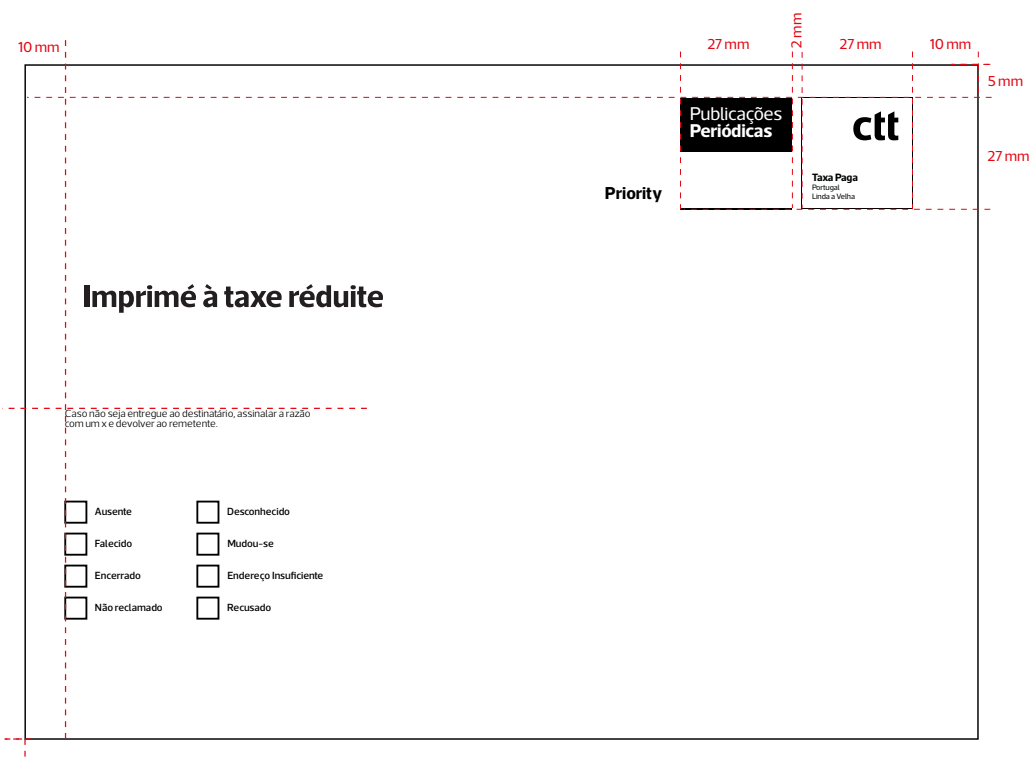 10 mm
27 mm
2 mm
27 mm
10 mm
5 mm
27 mm
Publicações
Periódicas
ctt
Taxa Paga
Portugal
Linda a Velha
Priority
Imprimé à taxe réduite
Caso não seja entregue ao destinatário, assinalar a razão
com um x e devolver ao remetente.
Ausente
Desconhecido
Falecido
Mudou-se
Encerrado
Endereço Insuficiente
Não reclamado
Recusado